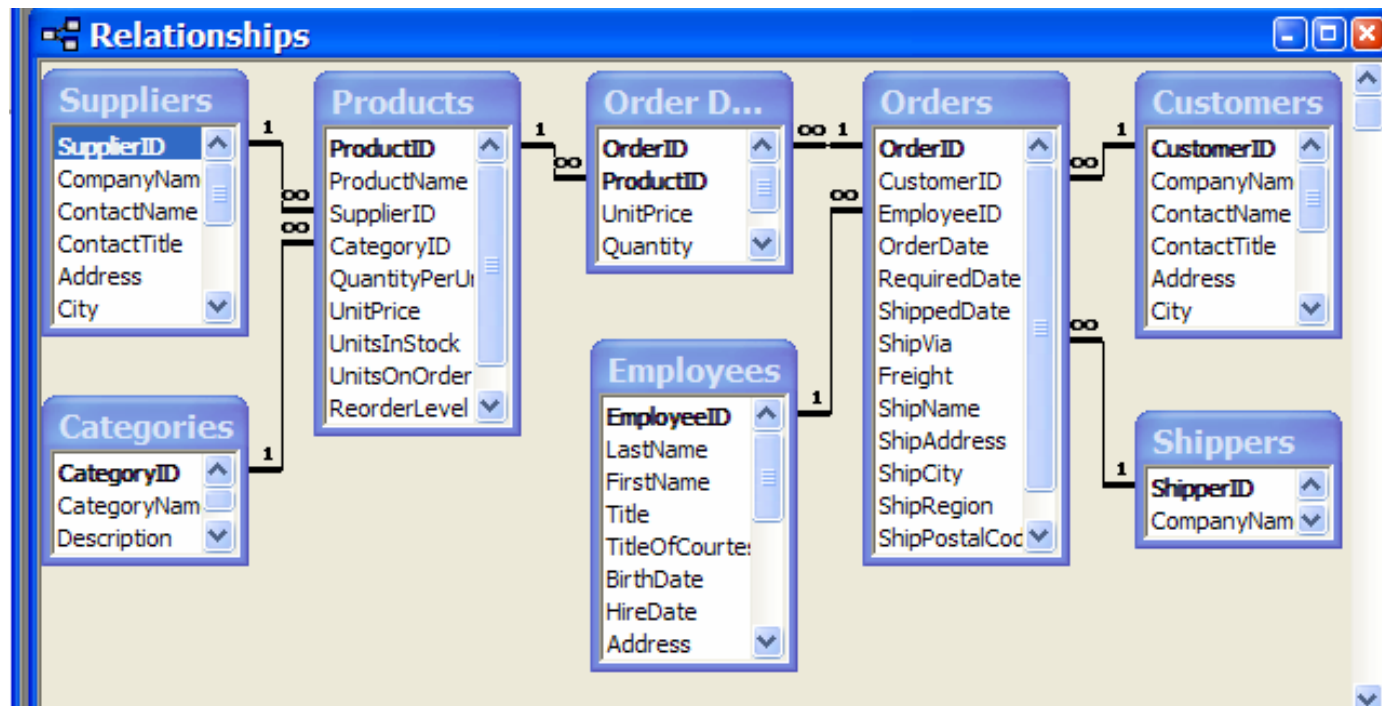 Relationships
Suppliers
SupplierID
CompanyNam
ContactName
ContactTitle
Address
City
Categories
CategoryID
CategoryNam
Description
1
∞
∞
1
Products
ProductID
ProductName
SupplierID
CategoryID
QuantityPerUn
UnitPrice
UnitsInStock
UnitsOnOrder
ReorderLevel
1
∞
Order D...
OrderID
ProductID
UnitPrice
Quantity
Employees
EmployeeID
LastName
FirstName
Title
TitleOfCourte
BirthDate
HireDate
Address
∞ 1
∞
1
Orders
OrderID
CustomerID
EmployeeID
OrderDate
RequiredDate
ShippedDate
ShipVia
Freight
ShipName
ShipAddress
ShipCity
ShipRegion
ShipPostalCod
1
∞
∞
1
Customers
CustomerID
CompanyNam
ContactName
ContactTitle
Address
City
Shippers
ShipperID
CompanyNam